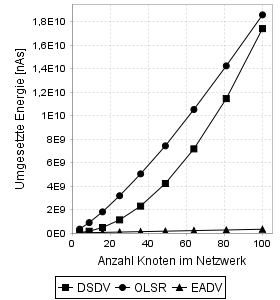 Umgesetzte Energie [nAs]
1,8E10
1,6E10
1,4E10
1,2E10
1E10
8E9
6E9
4E9
2E9
0E0
0 20 40 60 80 100
Anzahl Knoten im Netzwerk
DSDV OLSR EADV